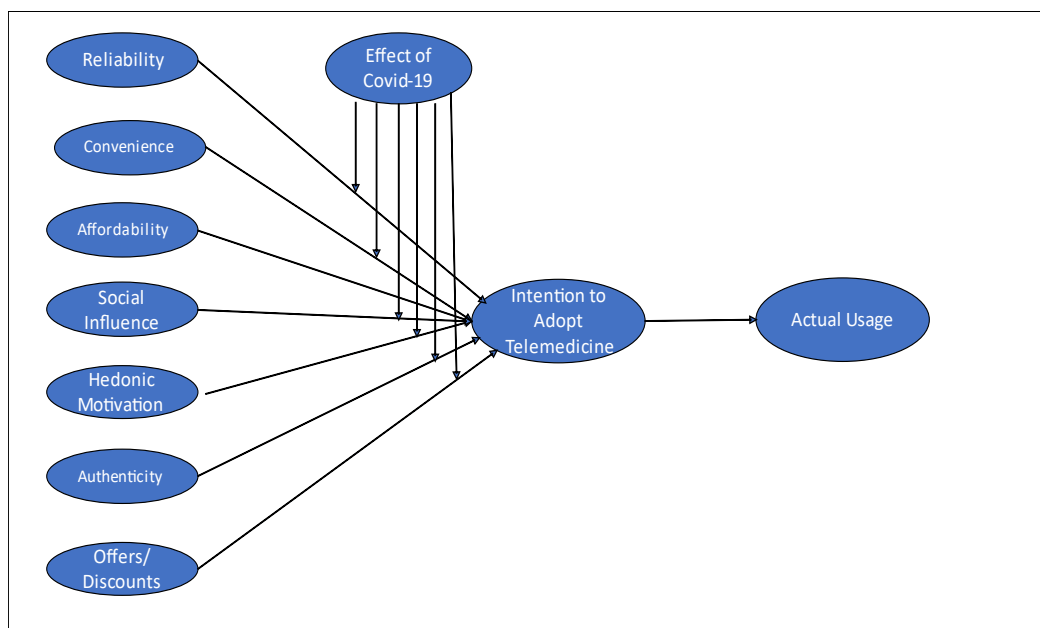 Reliability
Effect of
Covid-19
Convenience
Affordability
Social
Influence
Intention to
Adopt
Telemedicine
Actual Usage
Hedonic
Motivation
Authenticity
Offers/
Discounts